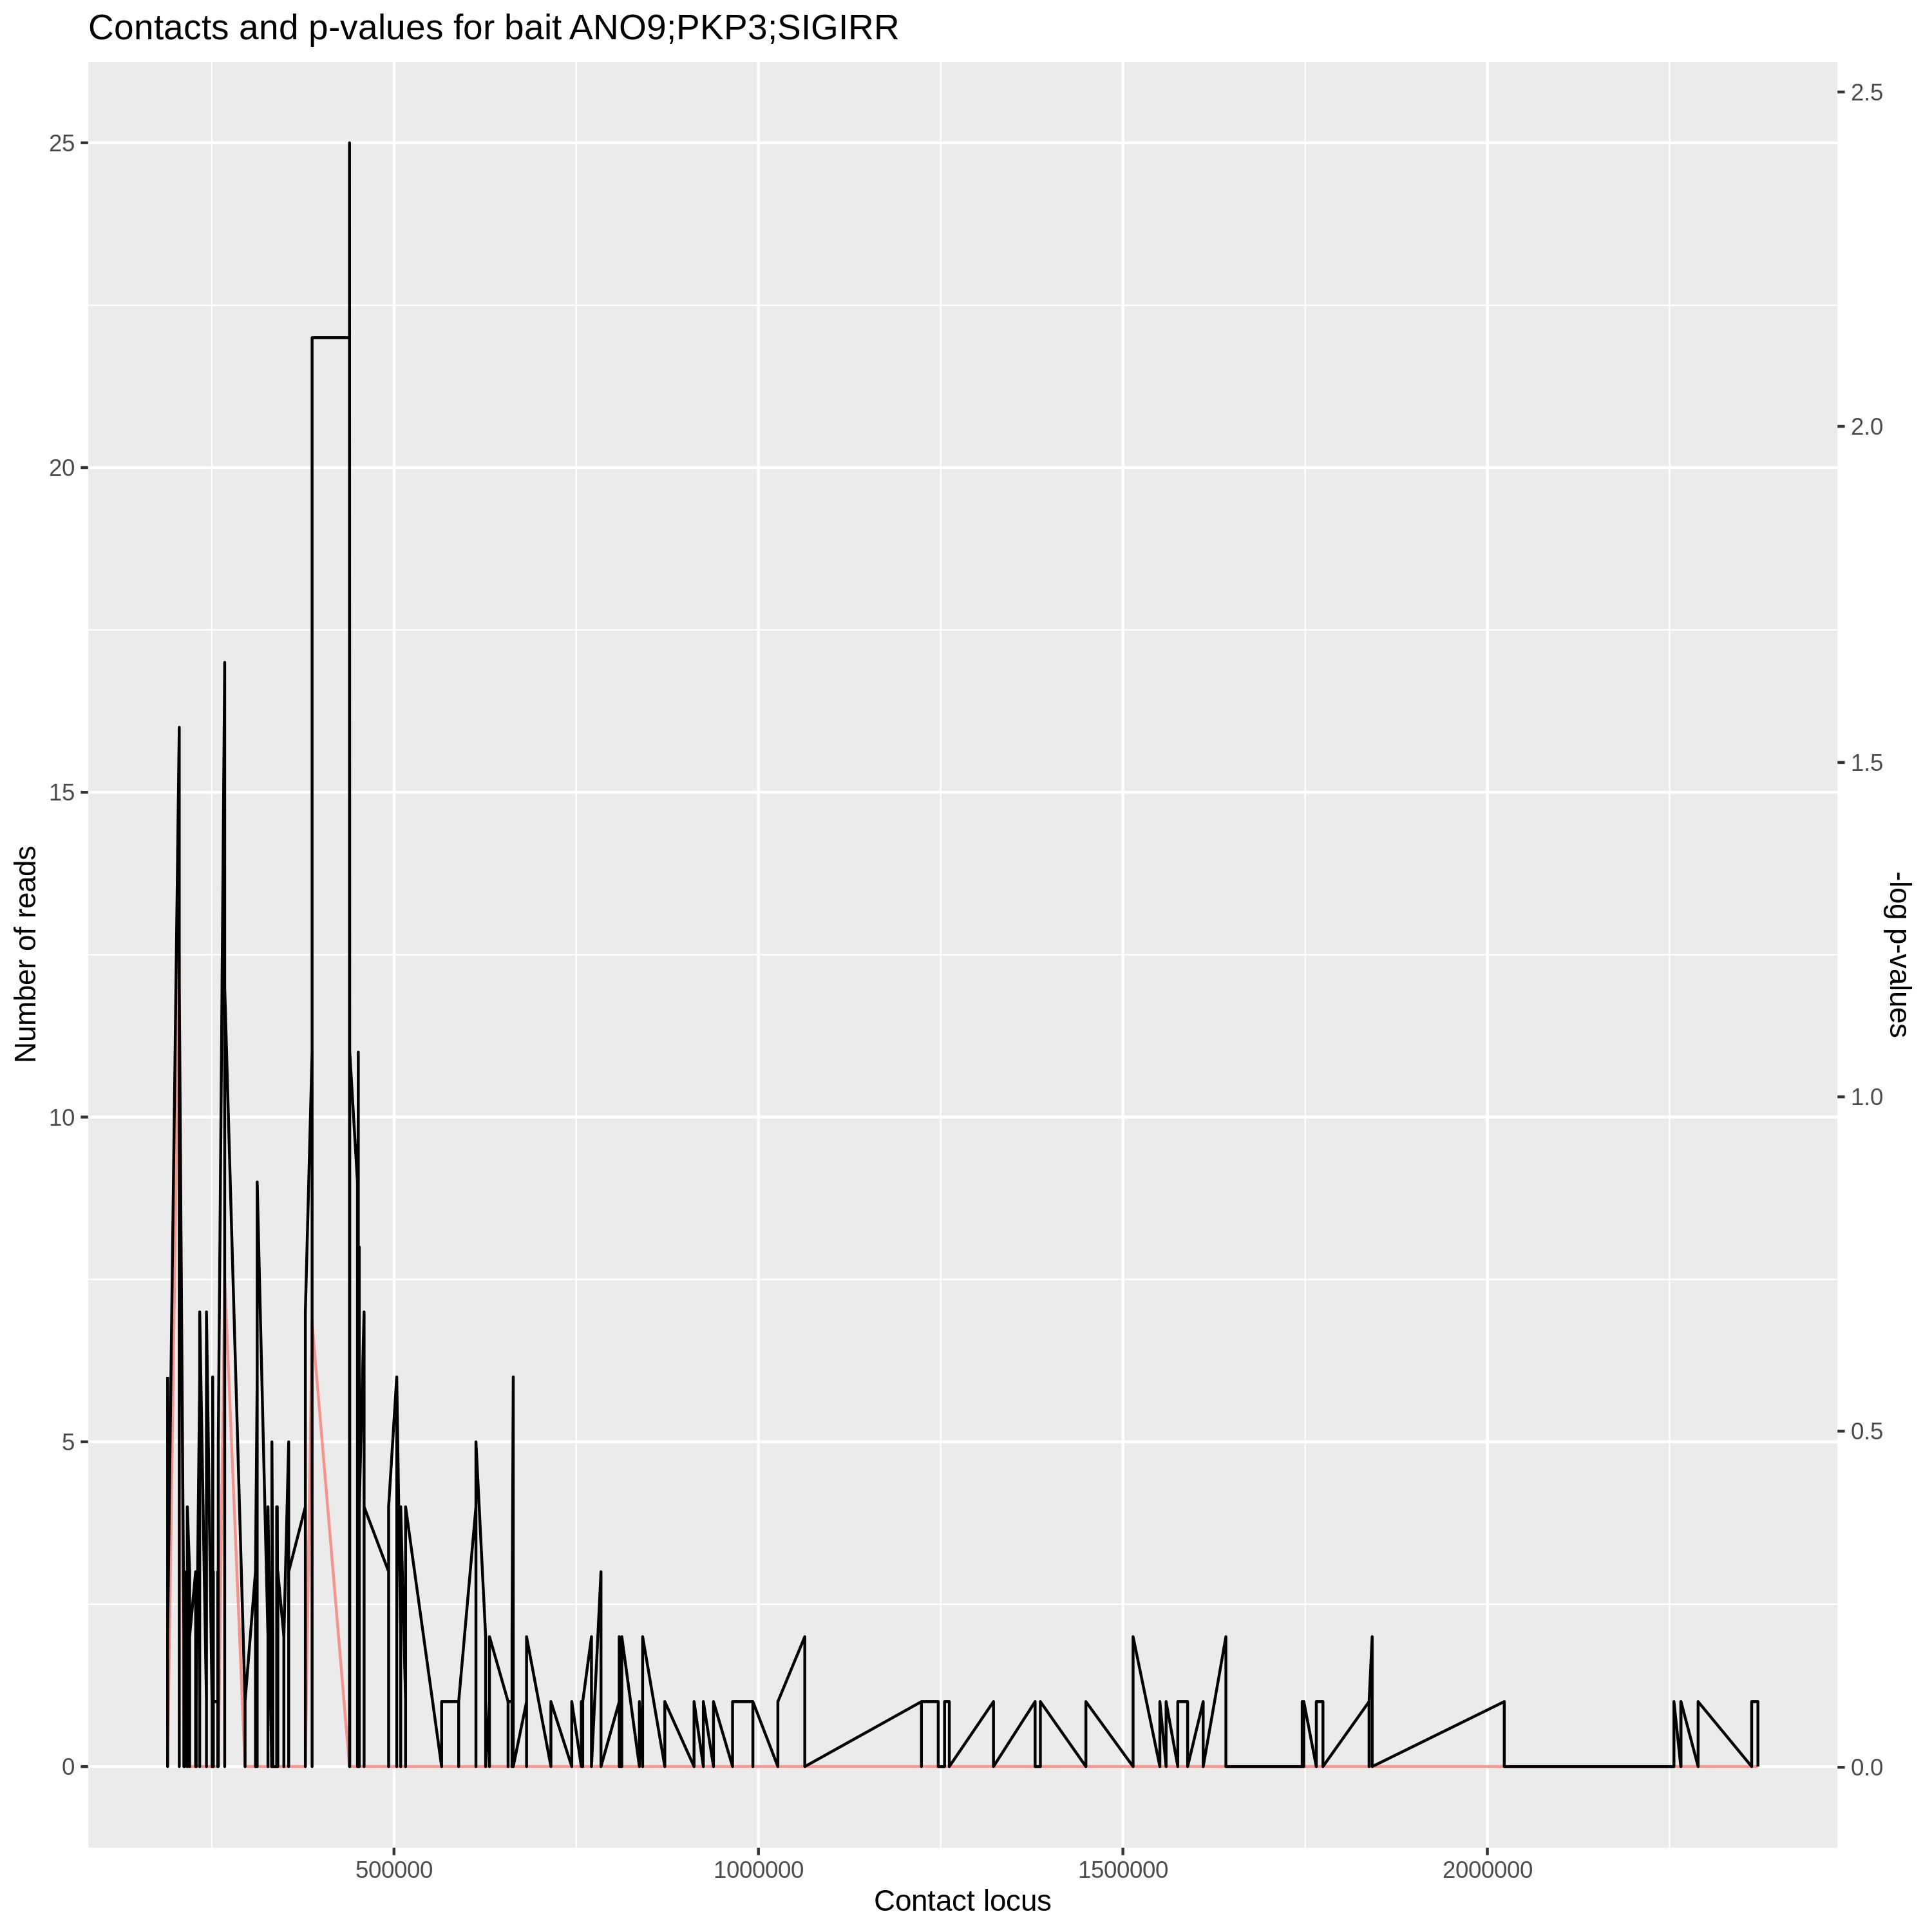 Contacts and p-values for bait ANO9;PKP3;SIGIRR
25
20
15
10
5
0
2.5
2.0
1.5
1.0
0.5
0.0
Number of reads
-log p-values
500000 1000000 1500000 2000000
Contact locus